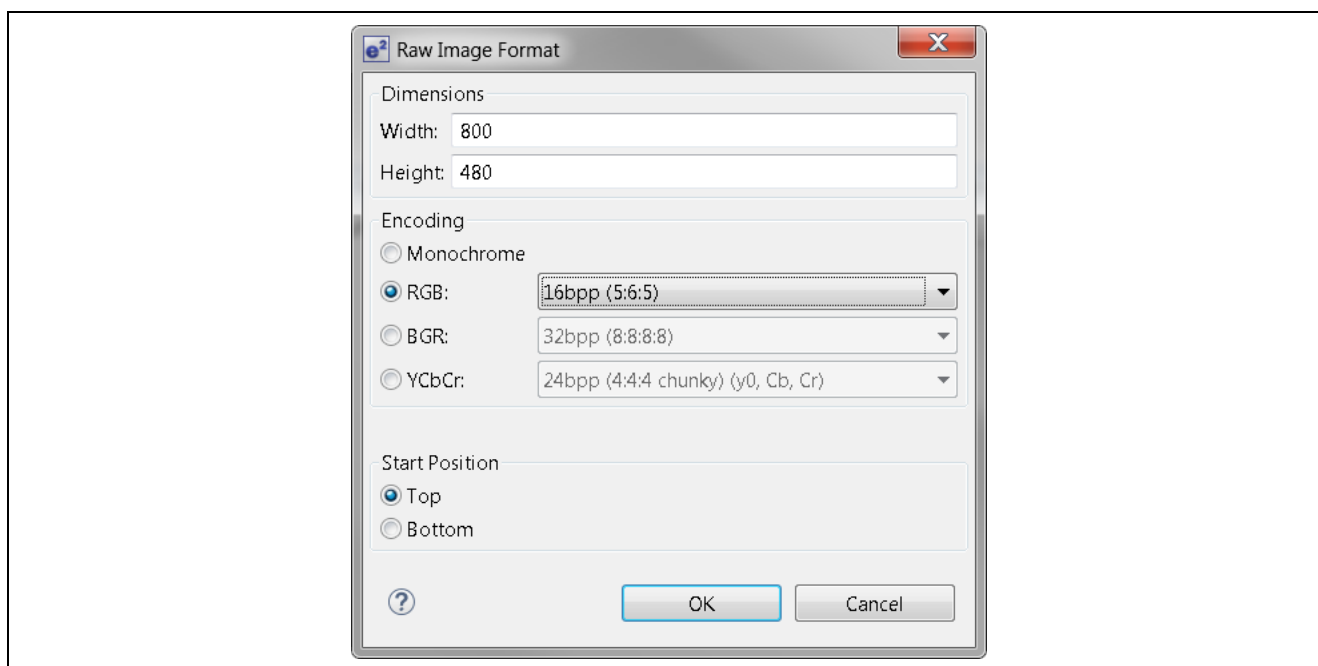 e² Raw Image Format X
Dimensions
Width: 800
Height: 480
Encoding
Monochrome
RGB: 16bpp (5:6:5)
BGR: 32bpp (8:8:8:8)
YCbCr: 24bpp (4:4:4 chunky) (y0, Cb, Cr)
Start Position
Top
Bottom
? OK Cancel